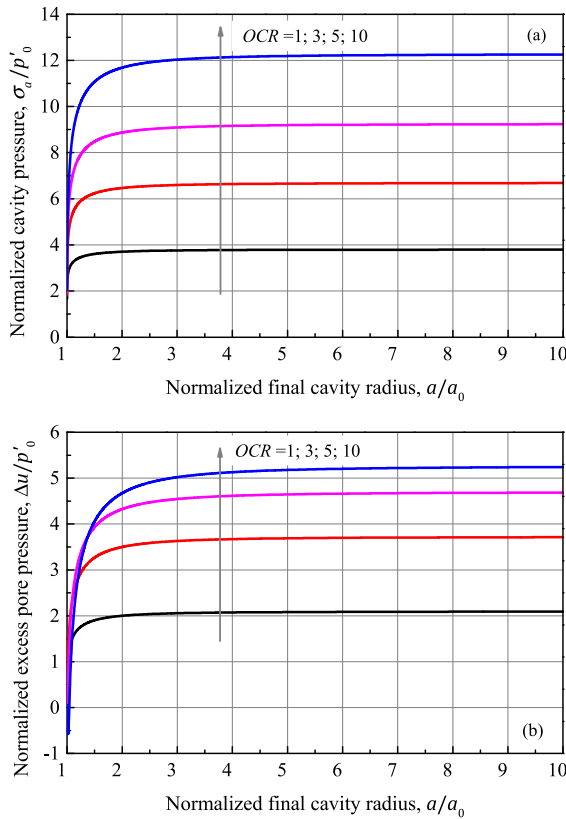 (a)
OCR =1; 3; 5; 10
Normalized cavity pressure, σₐ/p′₀
14
12
10
8
6
4
2
0
1 2 3 4 5 6 7 8 9 10
Normalized final cavity radius, a/a₀
OCR =1; 3; 5; 10
Normalized excess pore pressure, Δu/p′₀
6
5
4
3
2
1
0
-1
(b)
1 2 3 4 5 6 7 8 9 10
Normalized final cavity radius, a/a₀